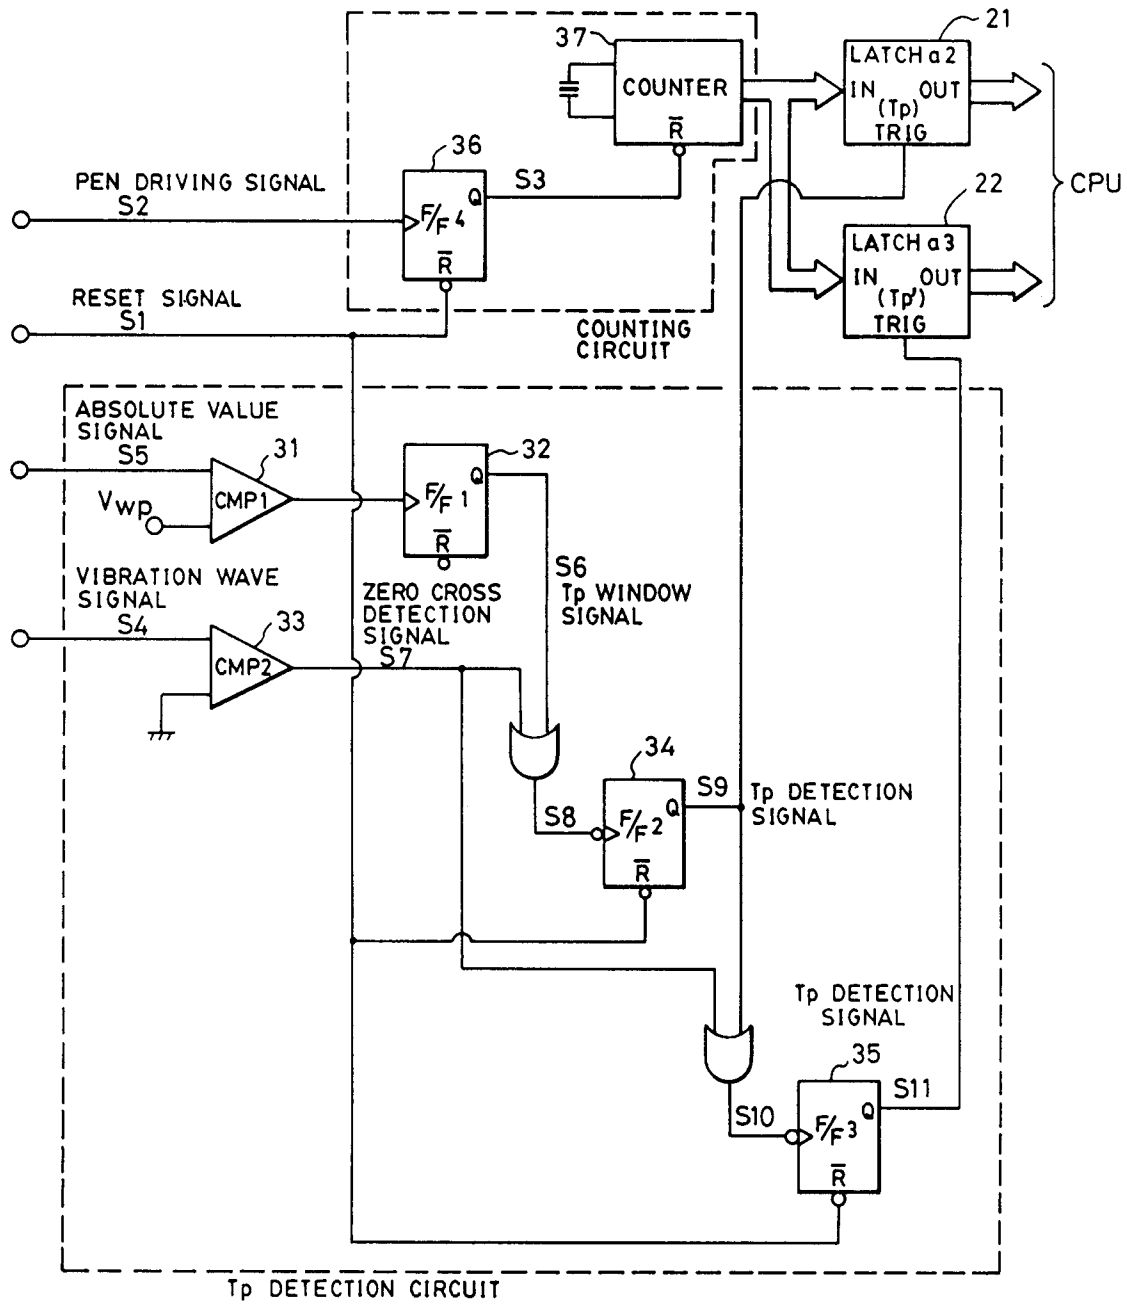 37
COUNTER
R
21
LATCH a2
IN OUT
(Tp)
TRIG
36
PEN DRIVING SIGNAL
S2
F/F 4
Q
R
S3
22
CPU
LATCH a3
IN OUT
(Tp')
TRIG
RESET SIGNAL
S1
COUNTING
CIRCUIT
ABSOLUTE VALUE
SIGNAL
S5
31
CMP1
Vwp
32
Q
F/F 1
R
S6
Tp WINDOW
SIGNAL
VIBRATION WAVE
SIGNAL
S4
33
CMP2
ZERO CROSS
DETECTION
SIGNAL
S7
34
Q
F/F 2
R
S8
S9
Tp DETECTION
SIGNAL
Tp DETECTION
SIGNAL
35
Q
F/F 3
R
S10
S11
Tp DETECTION CIRCUIT